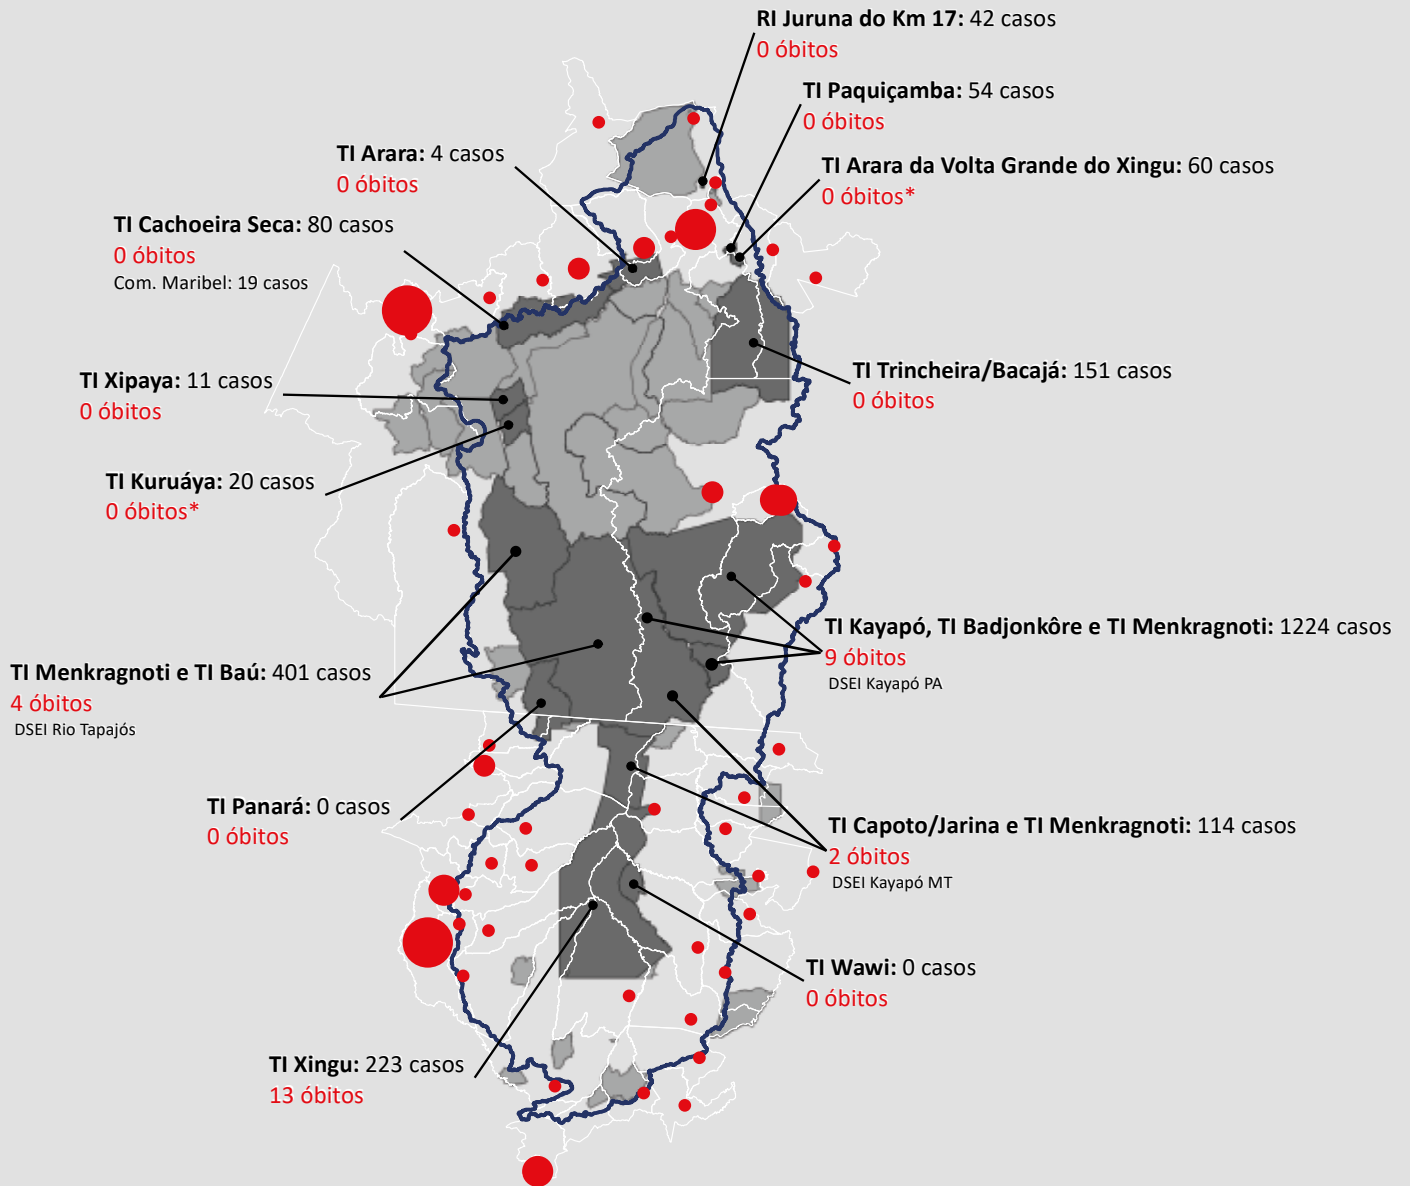 RI Juruna do Km 17: 42 casos
0 óbitos
TI Paquiçamba: 54 casos
0 óbitos
TI Arara: 4 casos
0 óbitos
TI Arara da Volta Grande do Xingu: 60 casos
0 óbitos*
TI Cachoeira Seca: 80 casos
0 óbitos
Com. Maribel: 19 casos
TI Xipaya: 11 casos
0 óbitos
TI Trincheira/Bacajá: 151 casos
0 óbitos
TI Kuruáya: 20 casos
0 óbitos*
TI Kayapó, TI Badjonkôre e TI Menkragnoti: 1224 casos
9 óbitos
DSEI Kayapó PA
TI Menkragnoti e TI Baú: 401 casos
4 óbitos
DSEI Rio Tapajós
TI Panará: 0 casos
0 óbitos
TI Capoto/Jarina e TI Menkragnoti: 114 casos
2 óbitos
DSEI Kayapó MT
TI Wawi: 0 casos
0 óbitos
TI Xingu: 223 casos
13 óbitos